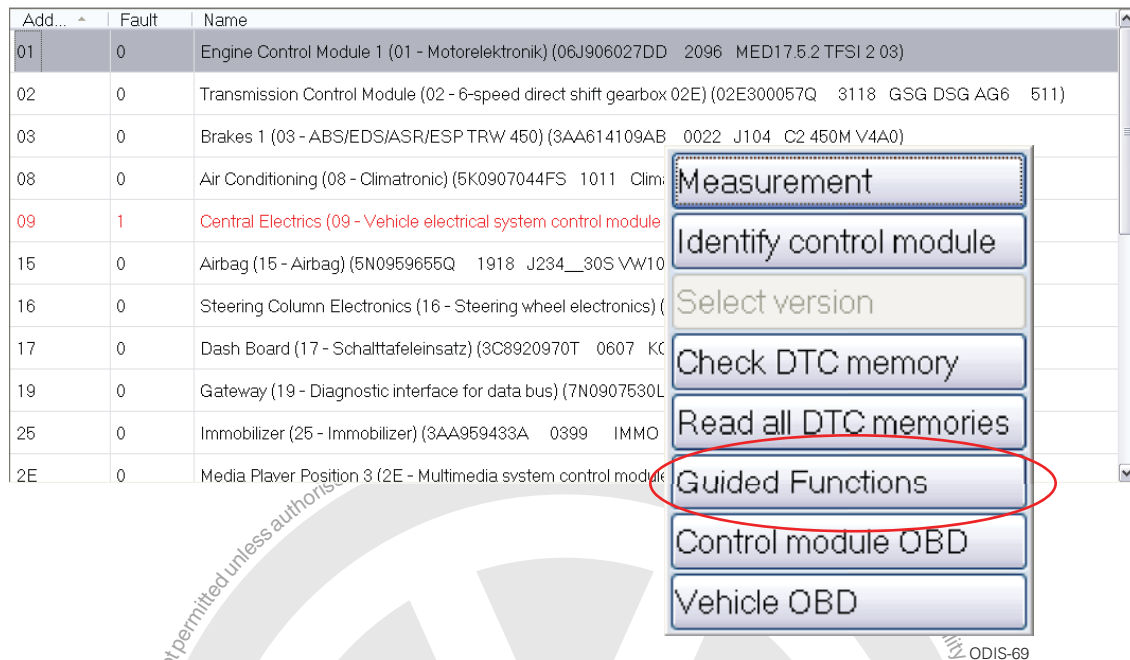 Add... Fault Name
01 0 Engine Control Module 1 (01 - Motorelektronik) (06J906027DD 2096 MED17.5.2 TFSI 2 03)
02 0 Transmission Control Module (02 - 6-speed direct shift gearbox 02E) (02E300057Q 3118 GSG DSG AG6 511)
03 0 Brakes 1 (03 - ABS/EDS/ASR/ESP TRW 450) (3AA614109AB 0022 J104 C2 450M V4A0)
08 0 Air Conditioning (08 - Climatronic) (5K0907044FS 1011
09 1 Central Electrics (09 - Vehicle electrical system control module
15 0 Airbag (15 - Airbag) (5N0959655Q 1918 J234__30S VW10
16 0 Steering Column Electronics (16 - Steering wheel electronics) (
17 0 Dash Board (17 - Schalttafeleinsatz) (3C8920970T 0607
19 0 Gateway (19 - Diagnostic interface for data bus) (7N0907530L
25 0 Immobilizer (25 - Immobilizer) (3AA959433A 0399 IMMO
2E 0 Media Player Position 3 (2E - Multimedia system control module
Measurement
Identify control module
Select version
Check DTC memory
Read all DTC memories
Guided Functions
Control module OBD
Vehicle OBD
permitted unless authoris
ODIS-69